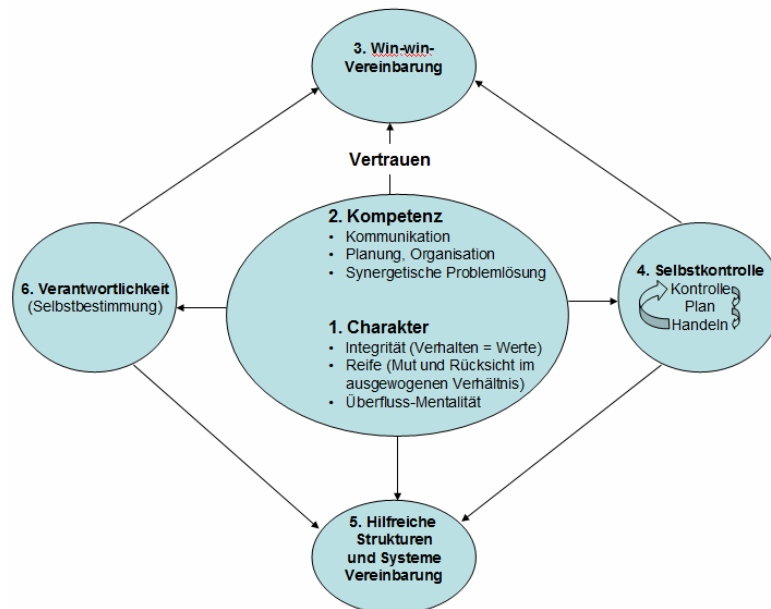 3. Win-win-
Vereinbarung
Vertrauen
2. Kompetenz
• Kommunikation
• Planung, Organisation
• Synergetische Problemlösung
6. Verantwortlichkeit
(Selbstbestimmung)
4. Selbstkontrolle
Kontrolle
Plan
Handeln
1. Charakter
• Integrität (Verhalten = Werte)
• Reife (Mut und Rücksicht im
ausgewogenen Verhältnis)
• Überfluss-Mentalität
5. Hilfreiche
Strukturen
und Systeme
Vereinbarung